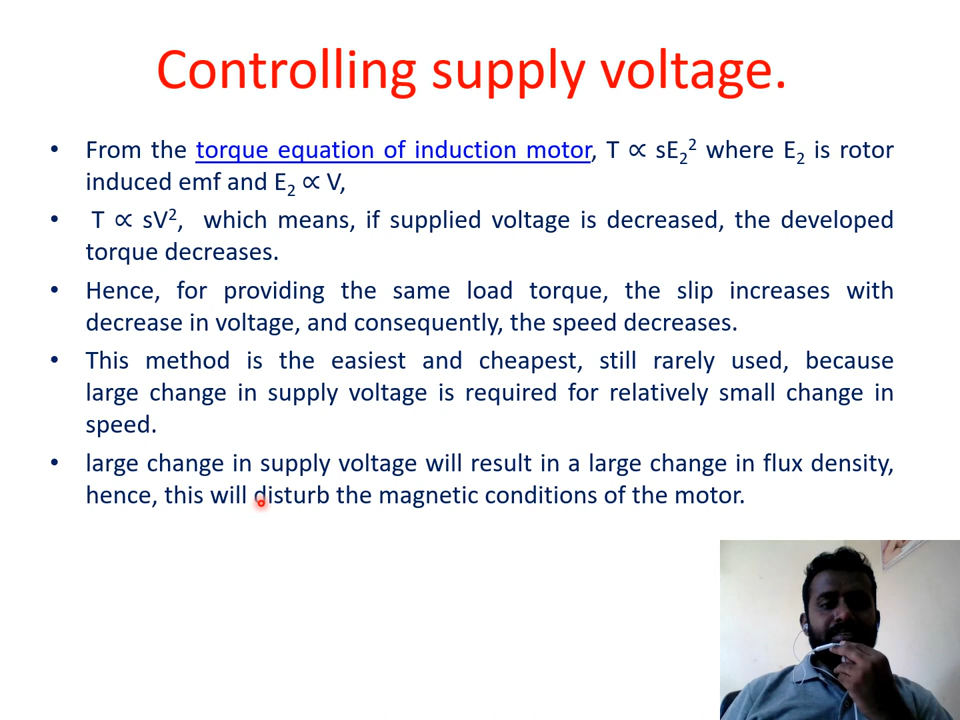 Controlling supply voltage.
• From the torque equation of induction motor, T ∝ sE₂² where E₂ is rotor
induced emf and E₂ ∝ V,
• T ∝ sV², which means, if supplied voltage is decreased, the developed
torque decreases.
• Hence, for providing the same load torque, the slip increases with
decrease in voltage, and consequently, the speed decreases.
• This method is the easiest and cheapest, still rarely used, because
large change in supply voltage is required for relatively small change in
speed.
• large change in supply voltage will result in a large change in flux density,
hence, this will disturb the magnetic conditions of the motor.